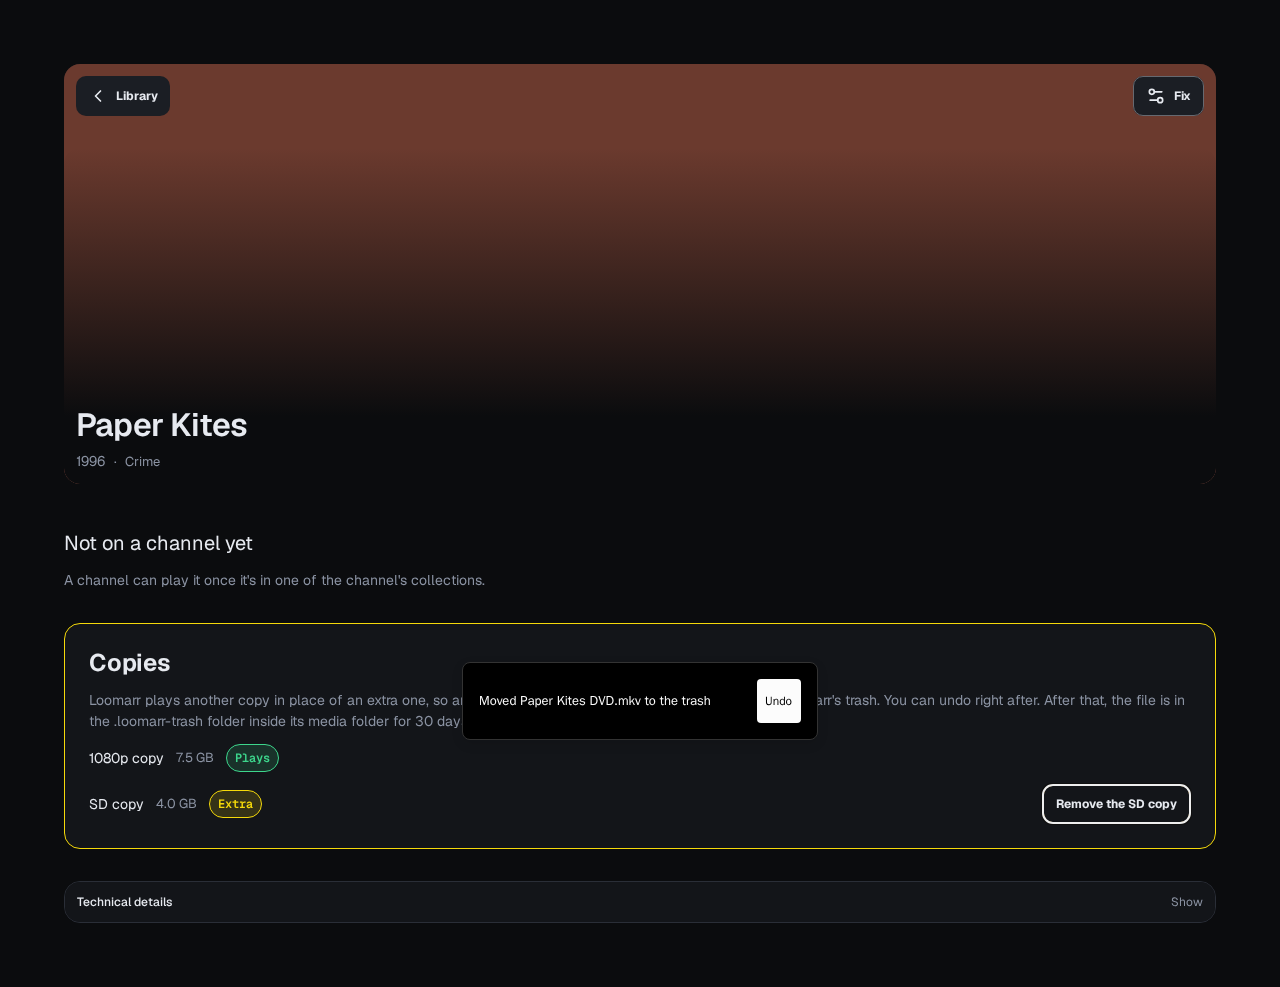 Library
Fix
Paper Kites
1996 · Crime
Not on a channel yet
A channel can play it once it's in one of the channel's collections.
Copies
Loomarr plays another copy in place of an extra one, so trash. You can undo right after. After that, the file is in
the .loomarr-trash folder inside its media folder for 30
Moved Paper Kites DVD.mkv to the trash
Undo
1080p copy 7.5 GB Plays
SD copy 4.0 GB Extra
Remove the SD copy
Technical details
Show